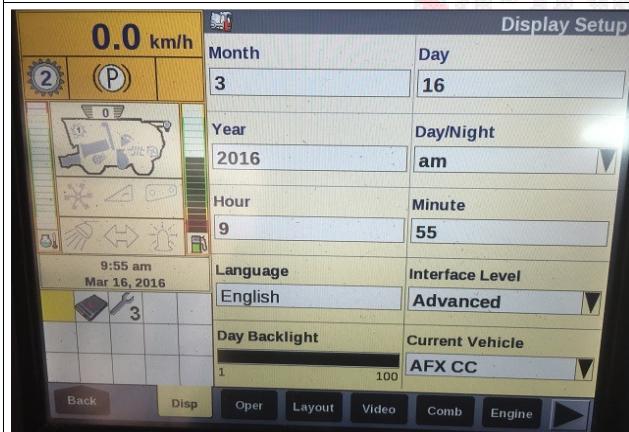 0.0 km/h
2
P
0
9:55 am
Mar 16, 2016
3
Display Setup
Month
Day
3
16
Year
Day/Night
2016
am
Hour
Minute
9
55
Language
Interface Level
English
Advanced
Day Backlight
Current Vehicle
1
100
AFX CC
Back
Disp
Oper
Layout
Video
Comb
Engine